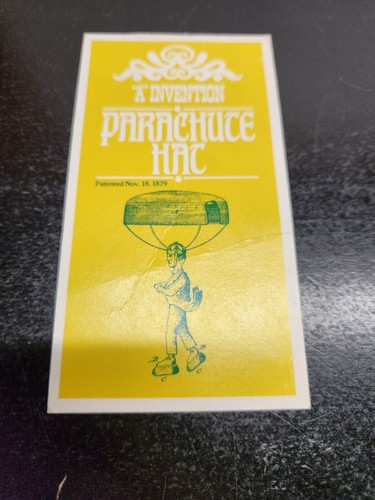 "A" INVENTION
PARACHUTE
HAT
Patented Nov. 18, 1879